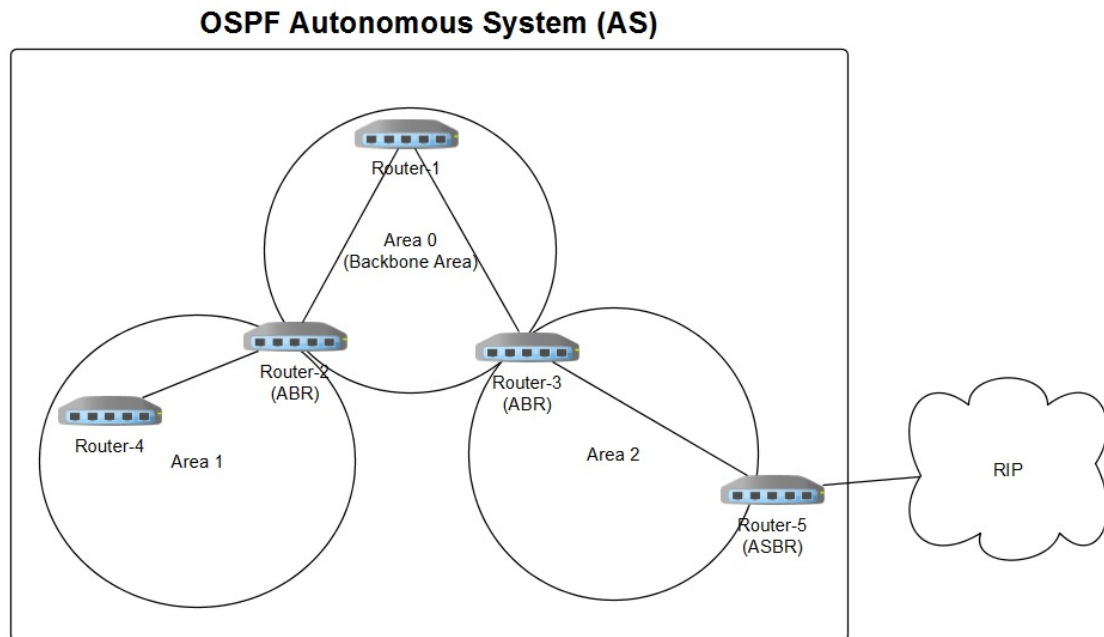 OSPF Autonomous System (AS)
Router-1
Area 0
(Backbone Area)
Router-2
(ABR)
Router-3
(ABR)
Router-4
Area 1
Area 2
RIP
Router-5
(ASBR)